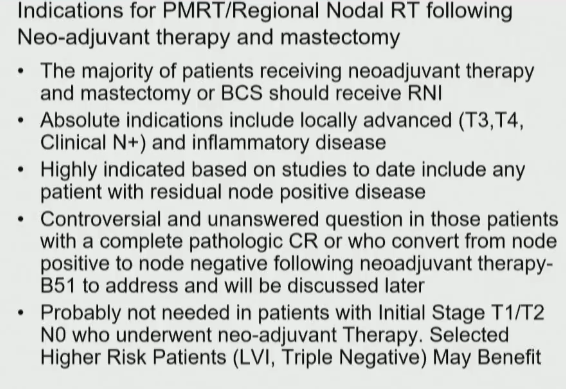 Indications for PMRT/Regional Nodal RT following
Neo-adjuvant therapy and mastectomy
• The majority of patients receiving neoadjuvant therapy
and mastectomy or BCS should receive RNI
• Absolute indications include locally advanced (T3,T4,
Clinical N+) and inflammatory disease
• Highly indicated based on studies to date include any
patient with residual node positive disease
• Controversial and unanswered question in those patients
with a complete pathologic CR or who convert from node
positive to node negative following neoadjuvant therapy-
B51 to address and will be discussed later
• Probably not needed in patients with Initial Stage T1/T2
N0 who underwent neo-adjuvant Therapy. Selected
Higher Risk Patients (LVI, Triple Negative) May Benefit